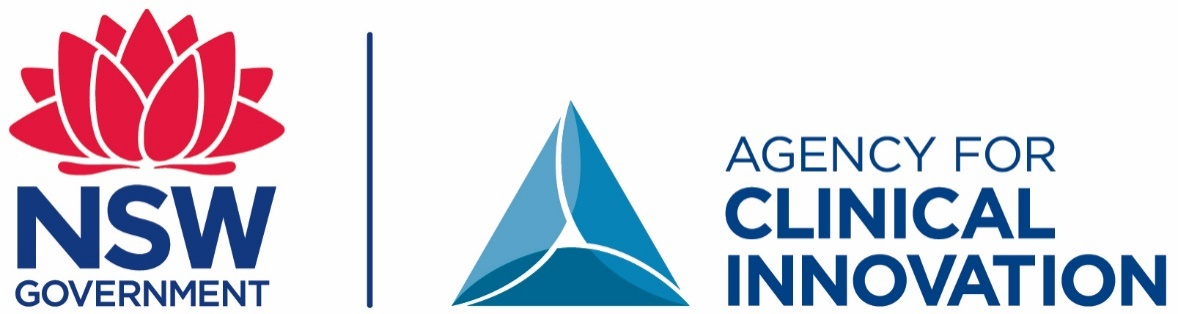 NSW
GOVERNMENT
AGENCY FOR
CLINICAL
INNOVATION